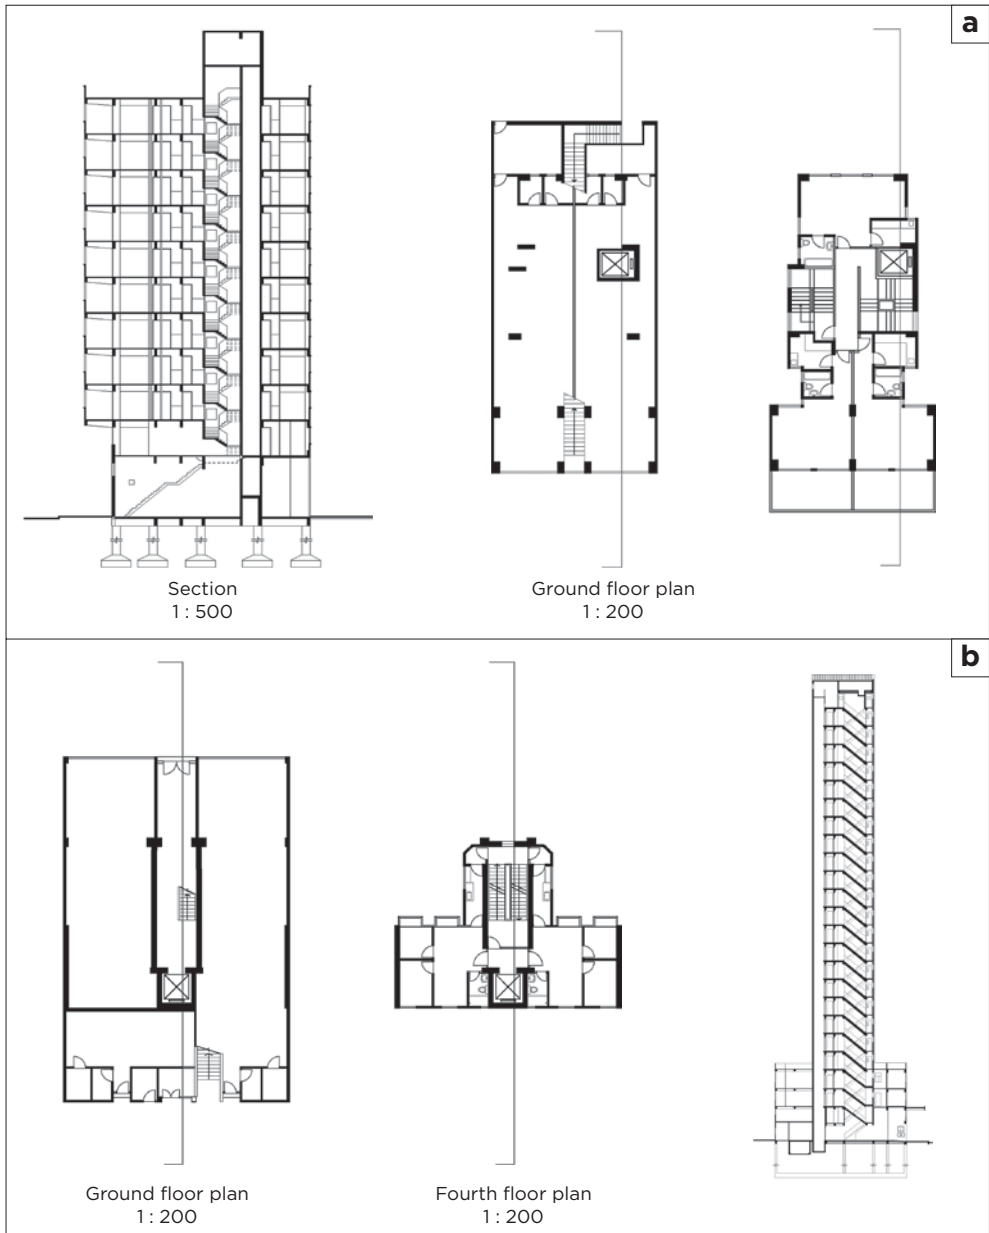 a
Section
1 : 500
Ground floor plan
1 : 200
b
Ground floor plan
1 : 200
Fourth floor plan
1 : 200